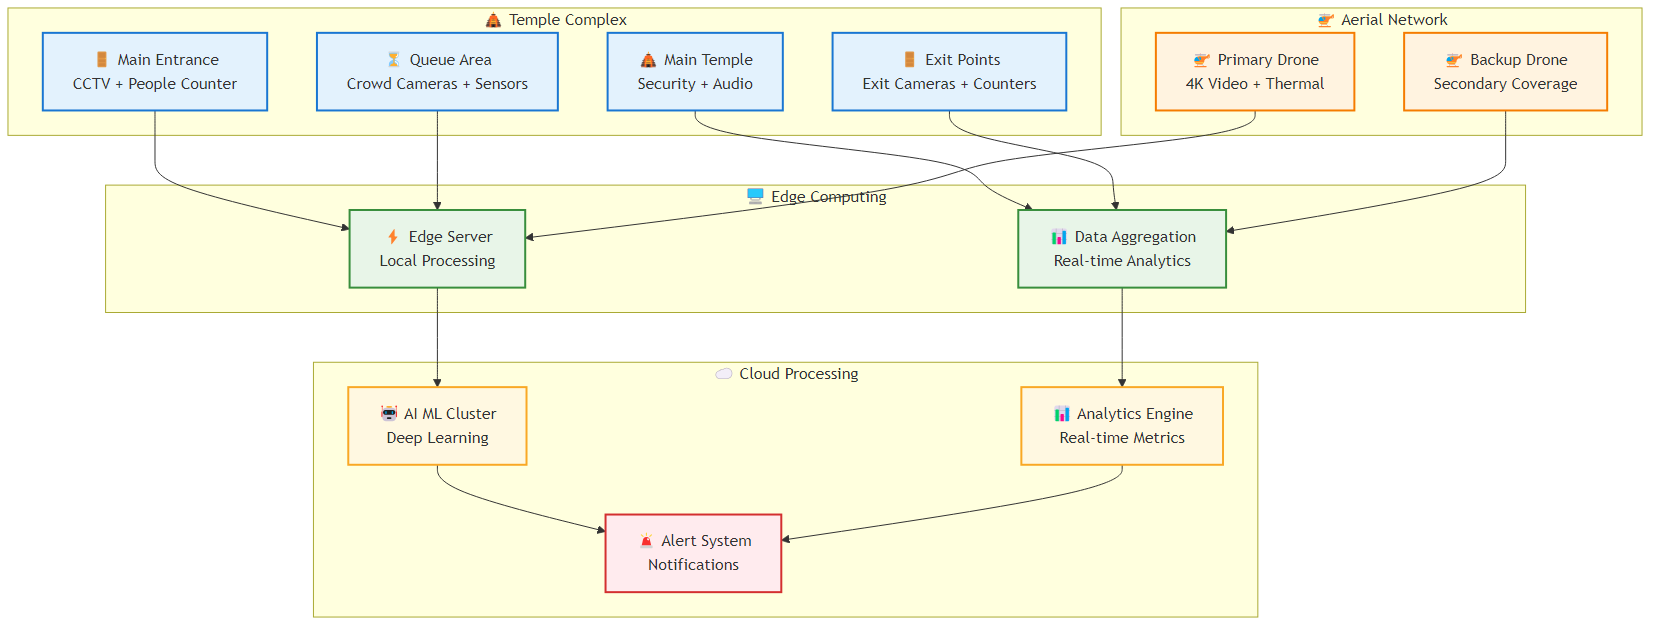 Temple Complex
Aerial Network
Main Entrance
CCTV + People Counter
Queue Area
Crowd Cameras + Sensors
Main Temple
Security + Audio
Exit Points
Exit Cameras + Counters
Primary Drone
4K Video + Thermal
Backup Drone
Secondary Coverage
Edge Computing
Edge Server
Local Processing
Data Aggregation
Real-time Analytics
Cloud Processing
AI ML Cluster
Deep Learning
Analytics Engine
Real-time Metrics
Alert System
Notifications